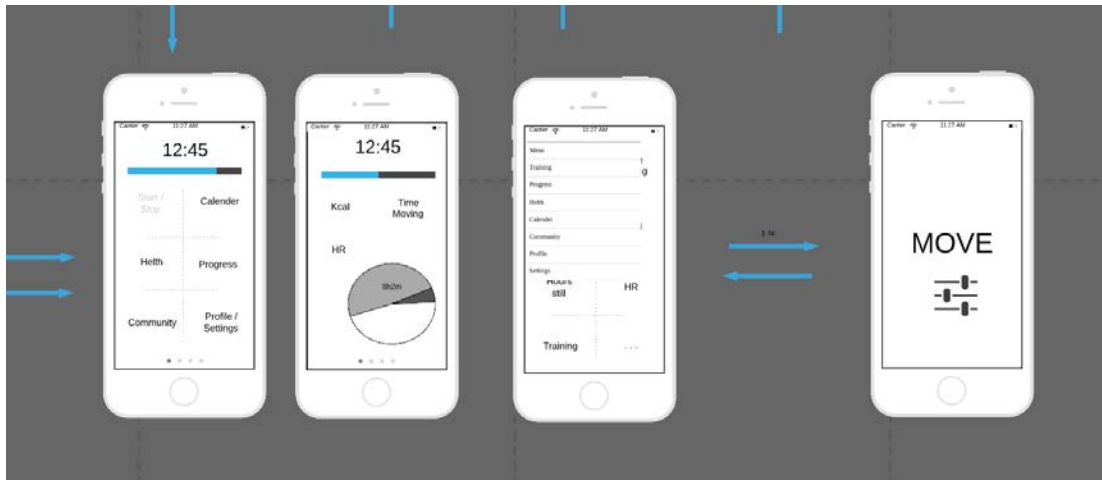 Carrier 11:27 AM
12:45
Start /
Stop
Calender
Helth
Progress
Community
Profile /
Settings
Carrier 11:27 AM
12:45
Kcal
Time
Moving
HR
8h2m
Carrier 11:27 AM
Menu
Training
Progress
Helth
Calender
Community
Profile
Settings
g
Hours
still
HR
Training
...
1 hr.
Carrier 11:27 AM
MOVE